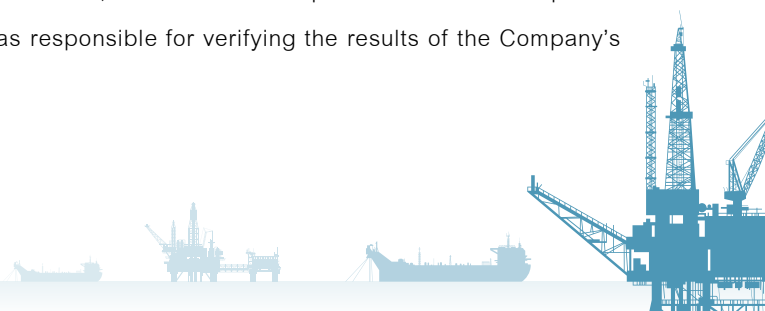 as responsible for verifying the results of the Company's